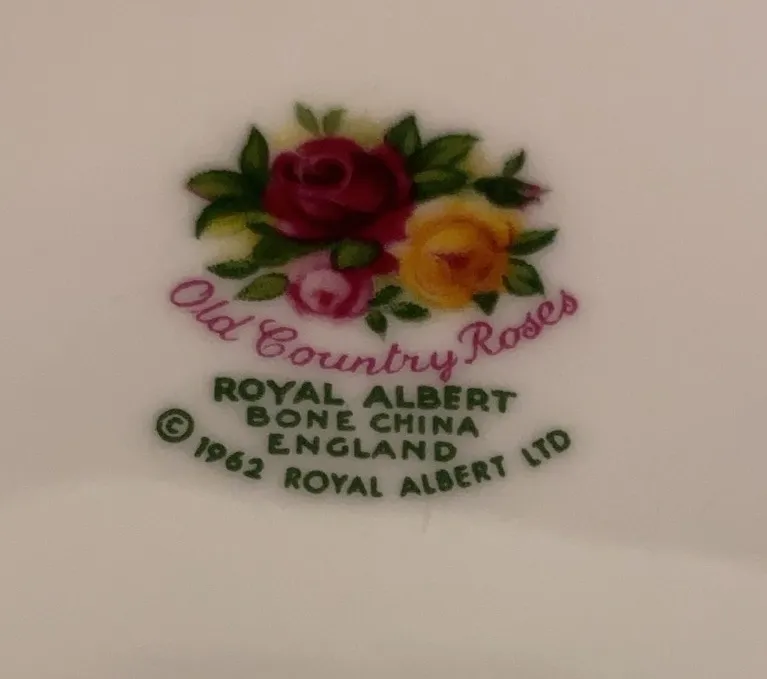 Old Country Roses
ROYAL ALBERT
BONE CHINA
ENGLAND
© 1962 ROYAL ALBERT LTD